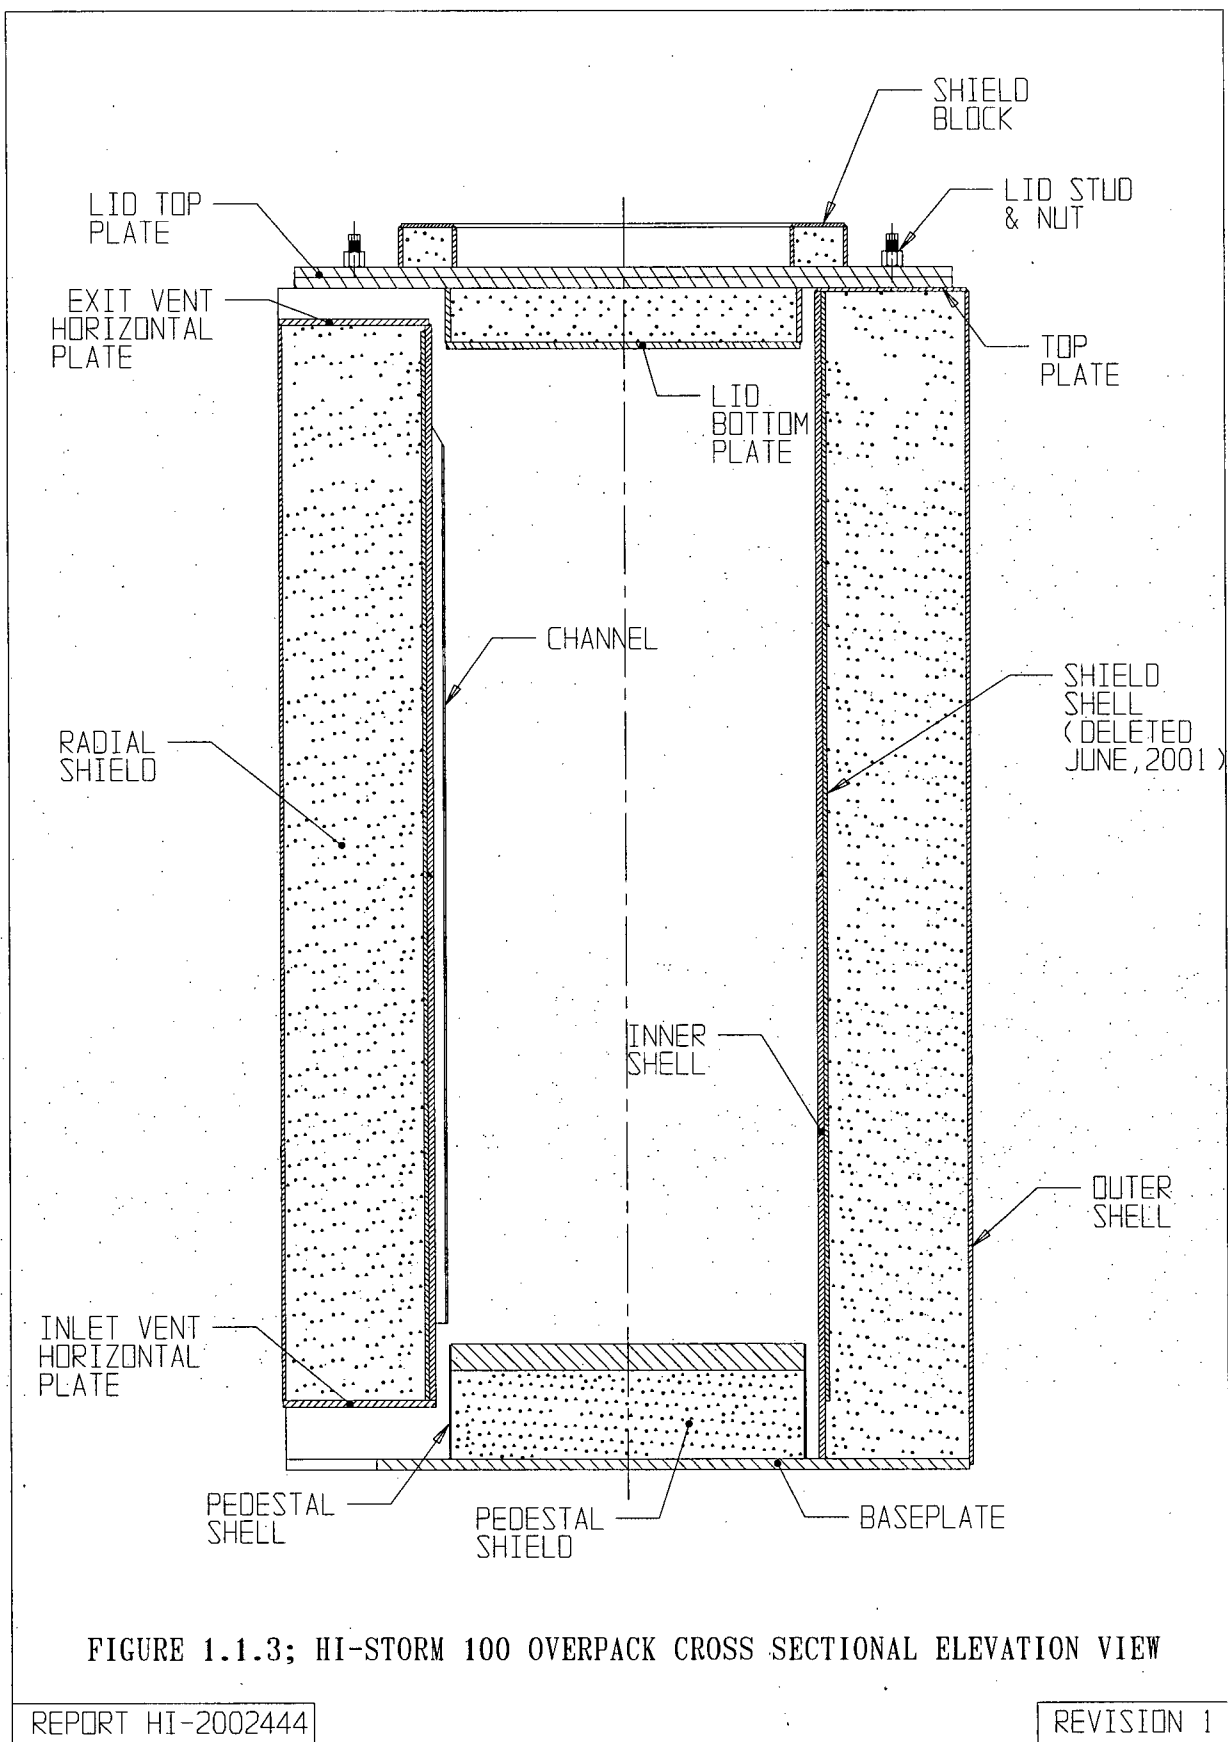 SHIELD
BLOCK
LID TOP
PLATE
LID STUD
& NUT
EXIT VENT
HORIZONTAL
PLATE
TOP
PLATE
LID
BOTTOM
PLATE
CHANNEL
SHIELD
SHELL
(DELETED
JUNE,2001)
RADIAL
SHIELD
INNER
SHELL
OUTER
SHELL
INLET VENT
HORIZONTAL
PLATE
PEDESTAL
SHELL
PEDESTAL
SHIELD
BASEPLATE
FIGURE 1.1.3; HI-STORM 100 OVERPACK CROSS SECTIONAL ELEVATION VIEW
REPORT HI-2002444
REVISION 1